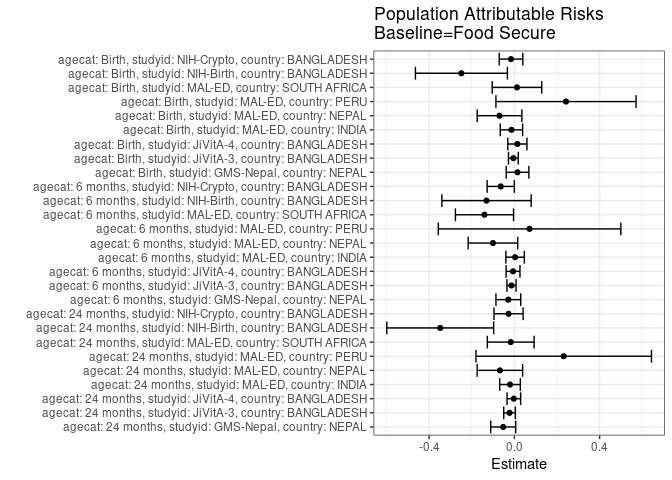 Population Attributable Risks
Baseline=Food Secure
agecat: Birth, studyid: NIH-Crypto, country: BANGLADESH
agecat: Birth, studyid: NIH-Birth, country: BANGLADESH
agecat: Birth, studyid: MAL-ED, country: SOUTH AFRICA
agecat: Birth, studyid: MAL-ED, country: PERU
agecat: Birth, studyid: MAL-ED, country: NEPAL
agecat: Birth, studyid: MAL-ED, country: INDIA
agecat: Birth, studyid: JiVitA-4, country: BANGLADESH
agecat: Birth, studyid: JiVitA-3, country: BANGLADESH
agecat: Birth, studyid: GMS-Nepal, country: NEPAL
agecat: 6 months, studyid: NIH-Crypto, country: BANGLADESH
agecat: 6 months, studyid: NIH-Birth, country: BANGLADESH
agecat: 6 months, studyid: MAL-ED, country: SOUTH AFRICA
agecat: 6 months, studyid: MAL-ED, country: PERU
agecat: 6 months, studyid: MAL-ED, country: NEPAL
agecat: 6 months, studyid: MAL-ED, country: INDIA
agecat: 6 months, studyid: JiVitA-4, country: BANGLADESH
agecat: 6 months, studyid: JiVitA-3, country: BANGLADESH
agecat: 6 months, studyid: GMS-Nepal, country: NEPAL
agecat: 24 months, studyid: NIH-Crypto, country: BANGLADESH
agecat: 24 months, studyid: NIH-Birth, country: BANGLADESH
agecat: 24 months, studyid: MAL-ED, country: SOUTH AFRICA
agecat: 24 months, studyid: MAL-ED, country: PERU
agecat: 24 months, studyid: MAL-ED, country: NEPAL
agecat: 24 months, studyid: MAL-ED, country: INDIA
agecat: 24 months, studyid: JiVitA-4, country: BANGLADESH
agecat: 24 months, studyid: JiVitA-3, country: BANGLADESH
agecat: 24 months, studyid: GMS-Nepal, country: NEPAL
-0.4 0.0 0.4
Estimate